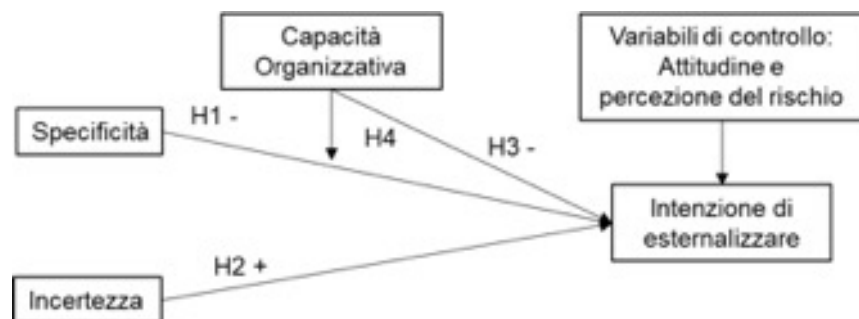 Capacità
Organizzativa
Variabili di controllo:
Attitudine e
percezione del rischio
Specificità
H1 -
H4
H3 -
Intenzione di
esternalizzare
H2 +
Incertezza